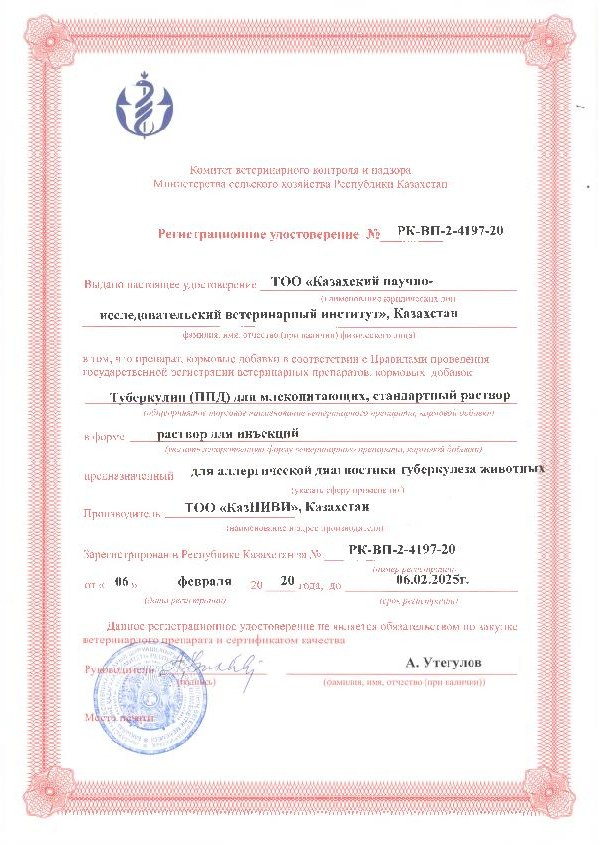 Комитет ветеринарного контроля и надзора
Министерства сельского хозяйства Республики Казахстан
Регистрационное удостоверение № РК-ВП-2-4197-20
Выдано настоящее удостоверение ТОО «Казахский научно-
(наименование юридических лиц
исследовательский ветеринарный институт», Казахстан
фамилия, имя, отчество (при наличии) физического лица)
в том, что препарат, кормовые добавки в соответствии с Правилами проведения
государственной регистрации ветеринарных препаратов, кормовых добавок
Туберкулин (ППД) для млекопитающих, стандартный раствор
(общепринятое торговое наименование ветеринарного препарата, кормовой добавки)
в форме раствор для инъекций
(указать лекарственную форму ветеринарного препарата, кормовой добавки)
предназначенный для аллергической диагностики туберкулеза животных
(указать сферу применения)
Производитель ТОО «КазНИВИ», Казахстан
(наименование и адрес производителя)
Зарегистрирован в Республике Казахстан за № РК-ВП-2-4197-20
(номер регистрации)
от « 06 » февраля 20 20 года, до 06.02.2025г.
(дата регистрации) (срок регистрации)
Данное регистрационное удостоверение не является обязательством по закупке
ветеринарного препарата и сертификатом качества
Руководитель А. Утегулов
(подпись) (фамилия, имя, отчество (при наличии))
Место печати